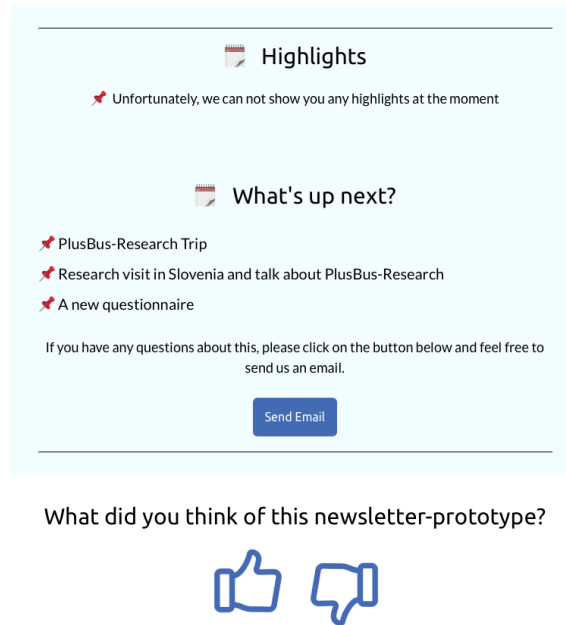 Highlights
Unfortunately, we can not show you any highlights at the moment
What's up next?
PlusBus-Research Trip
Research visit in Slovenia and talk about PlusBus-Research
A new questionnaire
If you have any questions about this, please click on the button below and feel free to
send us an email.
Send Email
What did you think of this newsletter-prototype?